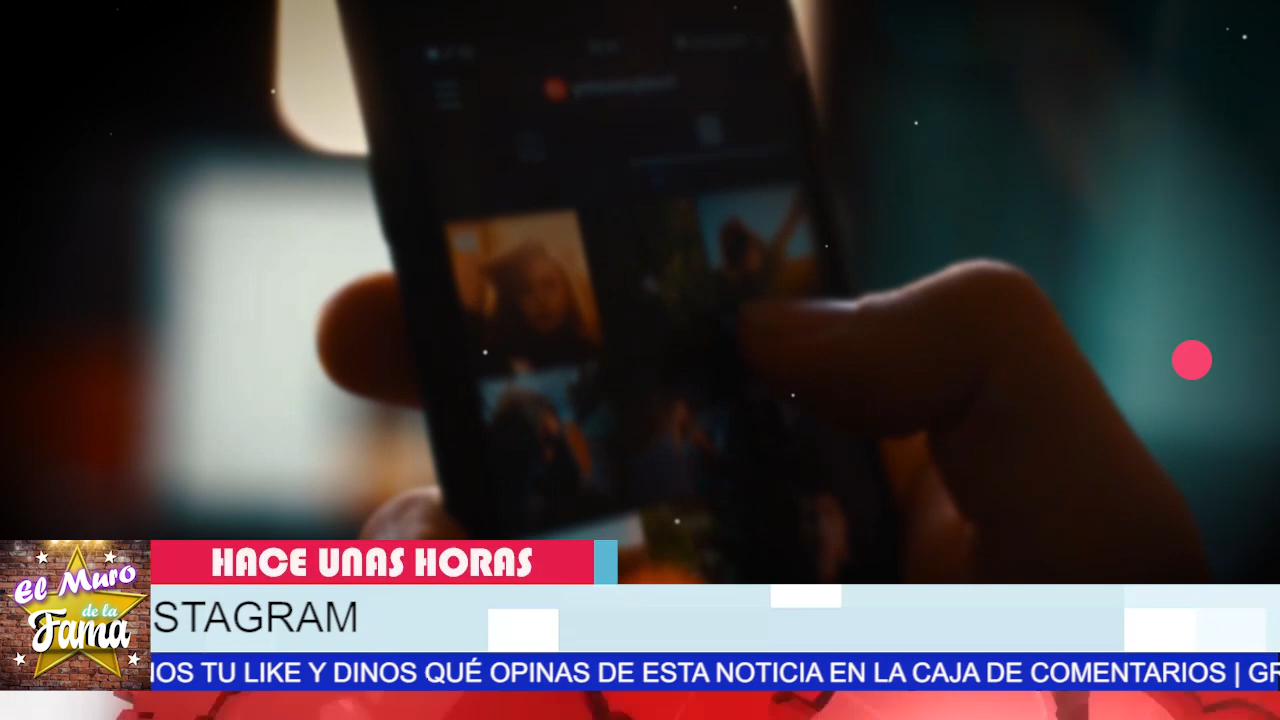 HACE UNAS HORAS
El Muro
de la
Fama
STAGRAM
IOS TU LIKE Y DINOS QUÉ OPINAS DE ESTA NOTICIA EN LA CAJA DE COMENTARIOS | GR